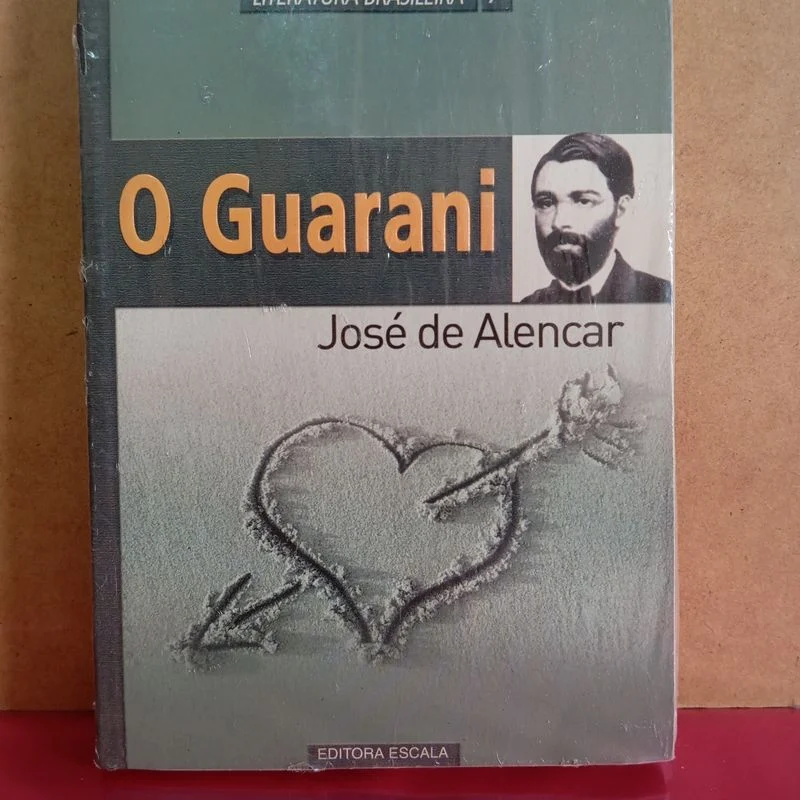 LITERATURA BRASILEIRA
O Guarani
José de Alencar
EDITORA ESCALA